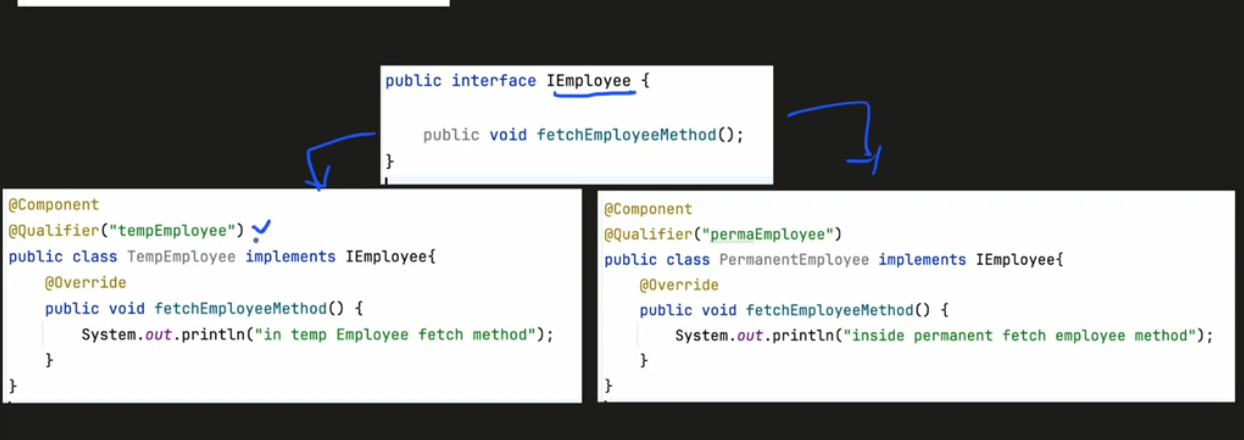 public interface IEmployee {
public void fetchEmployeeMethod();
}
@Component
@Qualifier("tempEmployee")
public class TempEmployee implements IEmployee{
@Override
public void fetchEmployeeMethod() {
System.out.println("in temp Employee fetch method");
}
}
@Component
@Qualifier("permaEmployee")
public class PermanentEmployee implements IEmployee{
@Override
public void fetchEmployeeMethod() {
System.out.println("inside permanent fetch employee method");
}
}